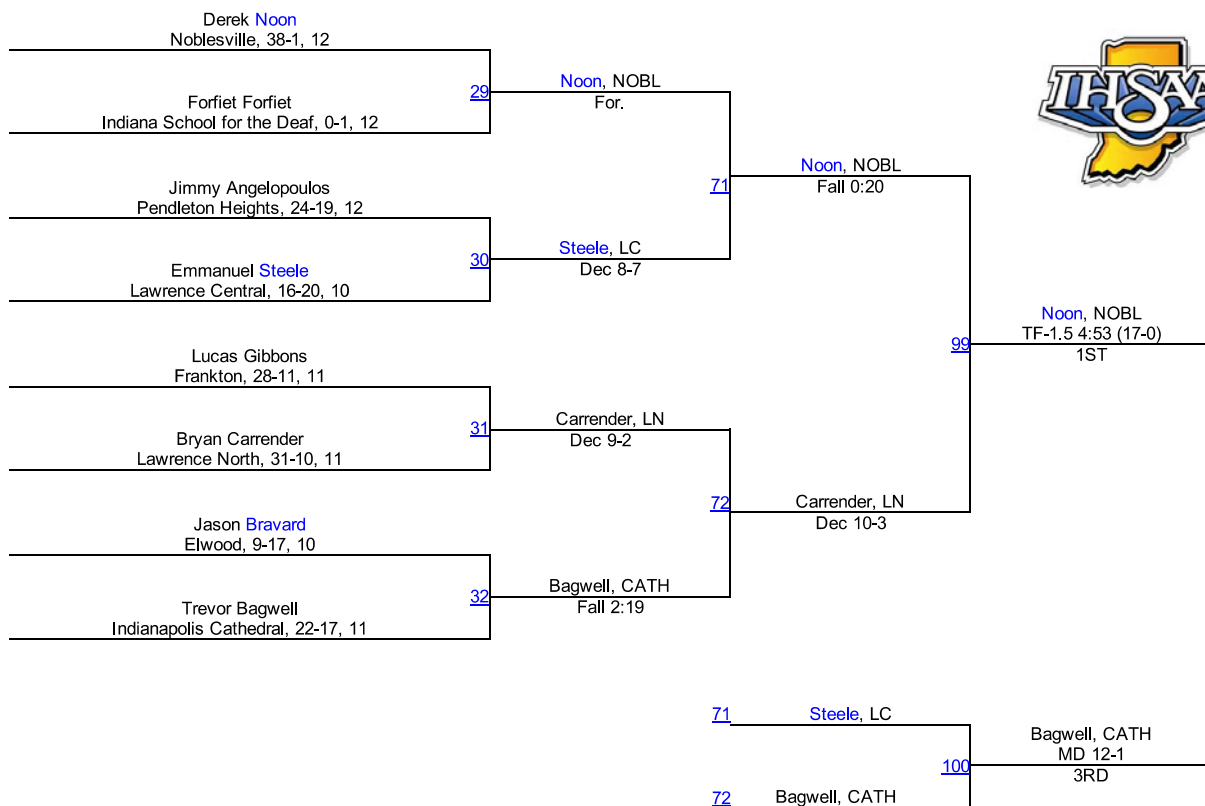 Derek Noon
Noblesville, 38-1, 12
29
Forfiet Forfiet
Indiana School for the Deaf, 0-1, 12
Noon, NOBL
For.
Jimmy Angelopoulos
Pendleton Heights, 24-19, 12
30
Emmanuel Steele
Lawrence Central, 16-20, 10
Steele, LC
Dec 8-7
71
Noon, NOBL
Fall 0:20
Lucas Gibbons
Frankton, 28-11, 11
31
Bryan Carrender
Lawrence North, 31-10, 11
Carrender, LN
Dec 9-2
Jason Bravard
Elwood, 9-17, 10
32
Trevor Bagwell
Indianapolis Cathedral, 22-17, 11
Bagwell, CATH
Fall 2:19
72
Carrender, LN
Dec 10-3
99
Noon, NOBL
TF-1.5 4:53 (17-0)
1ST
IHSAA
71
Steele, LC
72
Bagwell, CATH
100
Bagwell, CATH
MD 12-1
3RD